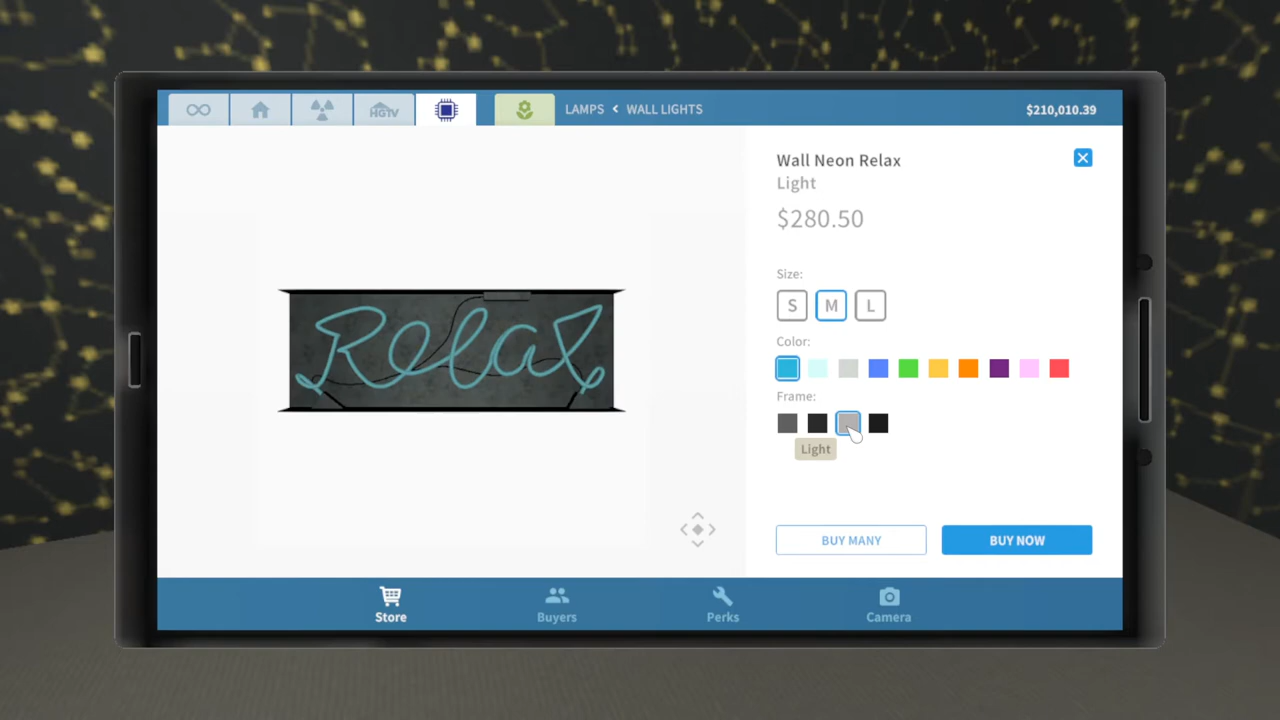 HGTV
LAMPS < WALL LIGHTS
$210,010.39
Wall Neon Relax
Light
$280.50
Size:
S M L
Color:
Frame:
Light
Relax
BUY MANY
BUY NOW
Store
Buyers
Perks
Camera